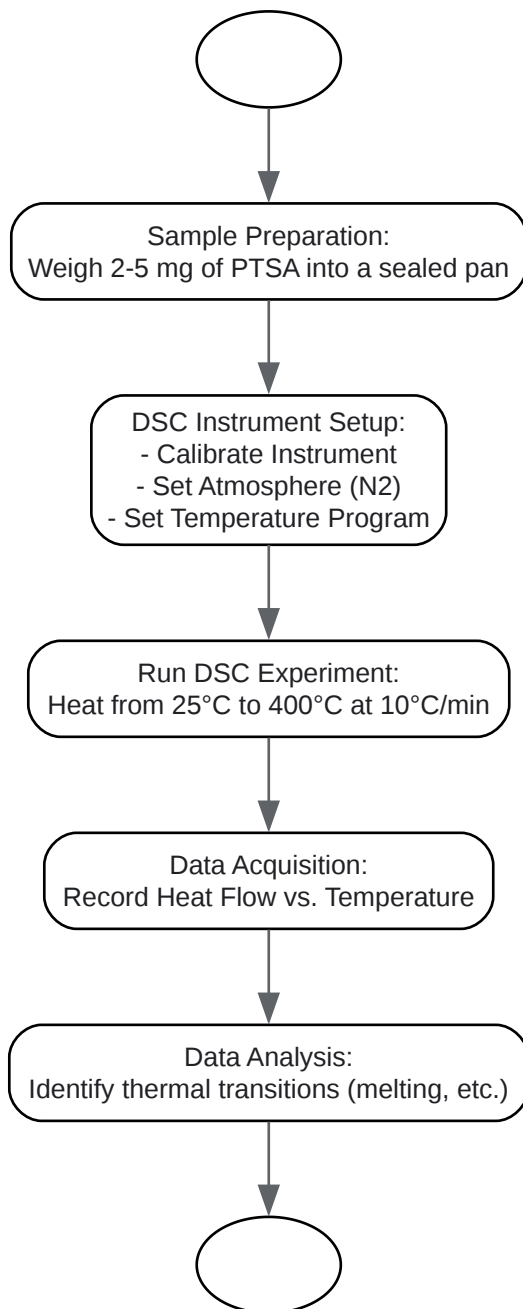 Sample Preparation:
Weigh 2-5 mg of PTSA into a sealed pan
DSC Instrument Setup:
- Calibrate Instrument
- Set Atmosphere (N2)
- Set Temperature Program
Run DSC Experiment:
Heat from 25°C to 400°C at 10°C/min
Data Acquisition:
Record Heat Flow vs. Temperature
Data Analysis:
Identify thermal transitions (melting, etc.)